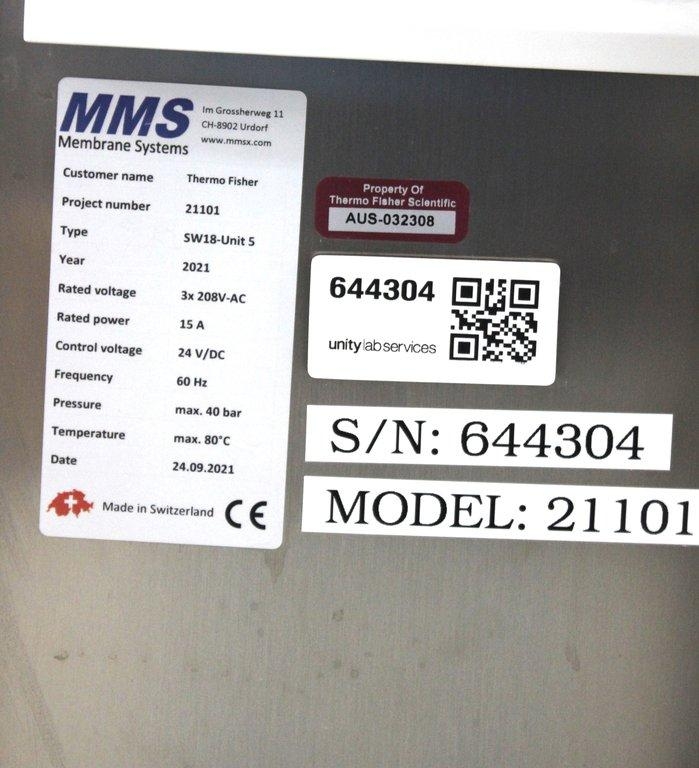 MMS
Membrane Systems
Im Grossherweg 11
CH-8902 Urdorf
www.mmsx.com
Customer name Thermo Fisher
Project number 21101
Type SW18-Unit 5
Year 2021
Rated voltage 3x 208V-AC
Rated power 15 A
Control voltage 24 V/DC
Frequency 60 Hz
Pressure max. 40 bar
Temperature max. 80°C
Date 24.09.2021
Made in Switzerland CE
Property Of
Thermo Fisher Scientific
AUS-032308
644304
unity lab services
S/N: 644304
MODEL: 21101